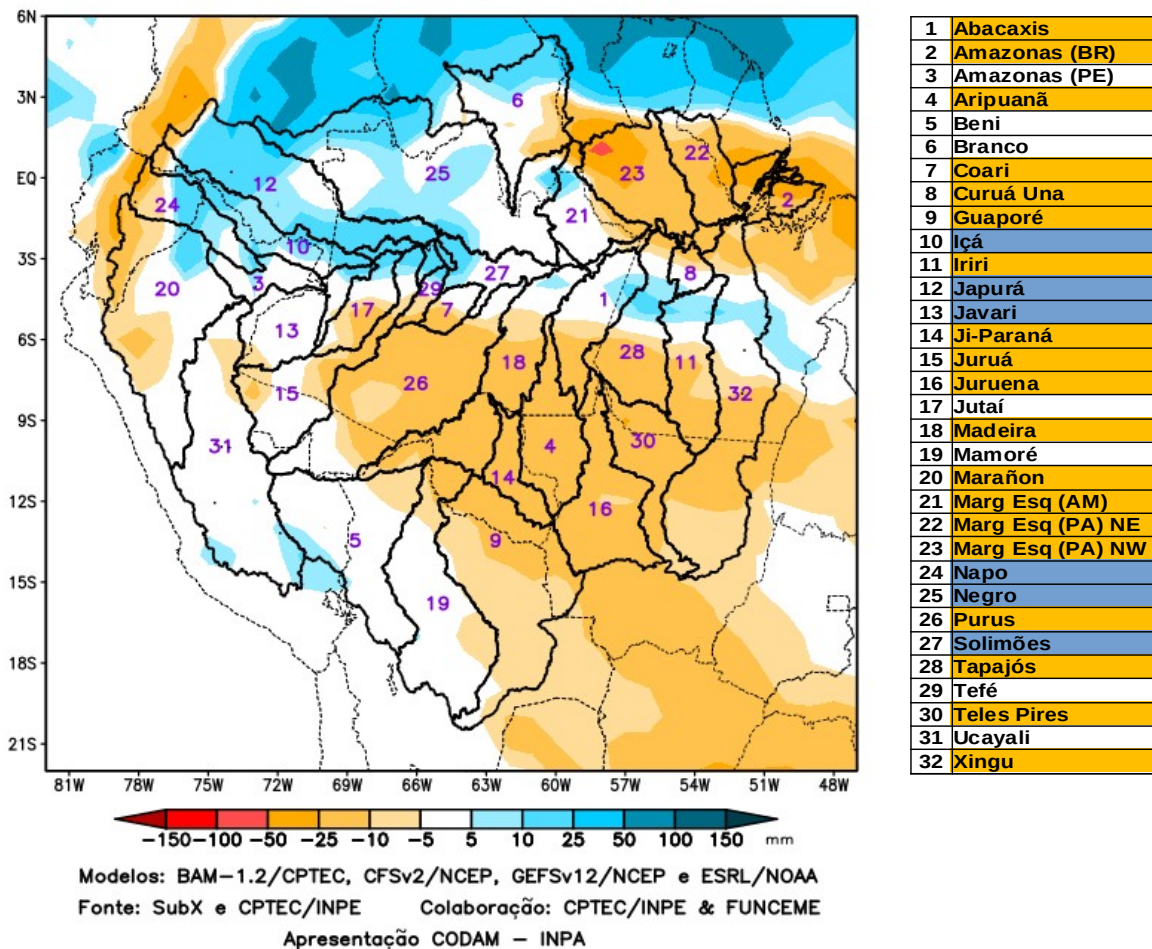 6N
3N
EQ
3S
6S
9S
12S
15S
18S
21S
81W 78W 75W 72W 69W 66W 63W 60W 57W 54W 51W 48W
6
22
12
25
23
24
2
21
10
27
8
3
20
29
1
17
7
13
28
18
11
26
15
32
31
30
4
14
16
5
9
19
-150 -100 -50 -25 -10 -5 5 10 25 50 100 150 mm
Modelos: BAM-1.2/CPTEC, CFSv2/NCEP, GEFSv12/NCEP e ESRL/NOAA
Fonte: SubX e CPTEC/INPE Colaboração: CPTEC/INPE & FUNCEME
Apresentação CODAM - INPA
1 Abacaxis
2 Amazonas (BR)
3 Amazonas (PE)
4 Aripuanã
5 Beni
6 Branco
7 Coari
8 Curuá Una
9 Guaporé
10 Içá
11 Iriri
12 Japurá
13 Javari
14 Ji-Paraná
15 Juruá
16 Juruena
17 Jutaí
18 Madeira
19 Mamoré
20 Marañon
21 Marg Esq (AM)
22 Marg Esq (PA) NE
23 Marg Esq (PA) NW
24 Napo
25 Negro
26 Purus
27 Solimões
28 Tapajós
29 Tefé
30 Teles Pires
31 Ucayali
32 Xingu